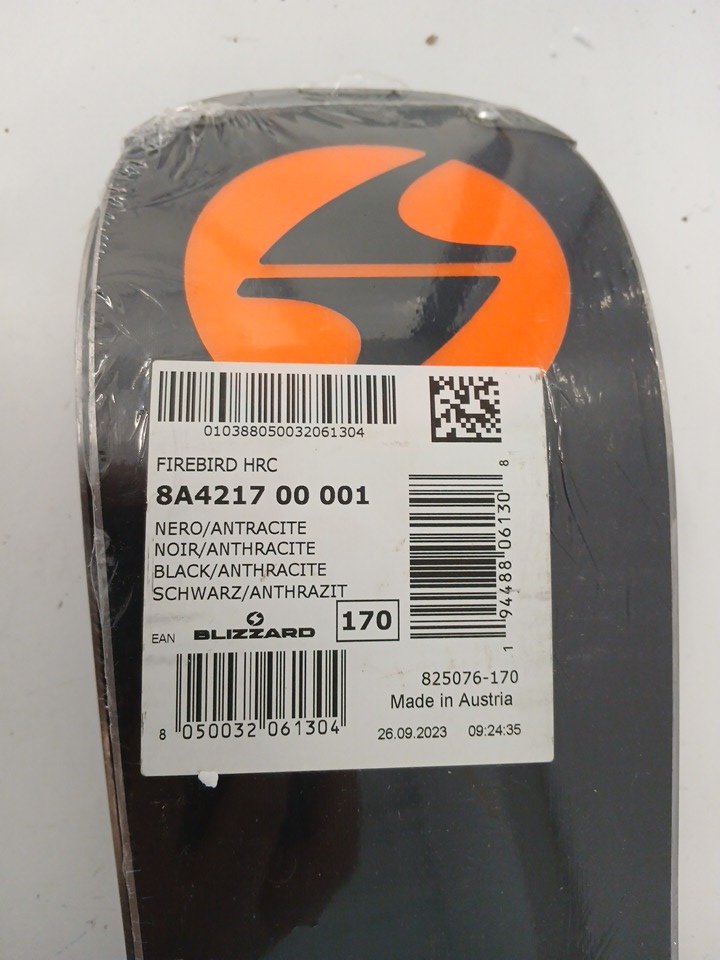 010388050032061304
FIREBIRD HRC
8A4217 00 001
NERO/ANTRACITE
NOIR/ANTHRACITE
BLACK/ANTHRACITE
SCHWARZ/ANTHRAZIT
EAN BLIZZARD 170
8 050032 061304
1 94488 06130 8
825076-170
Made in Austria
26.09.2023 09:24:35